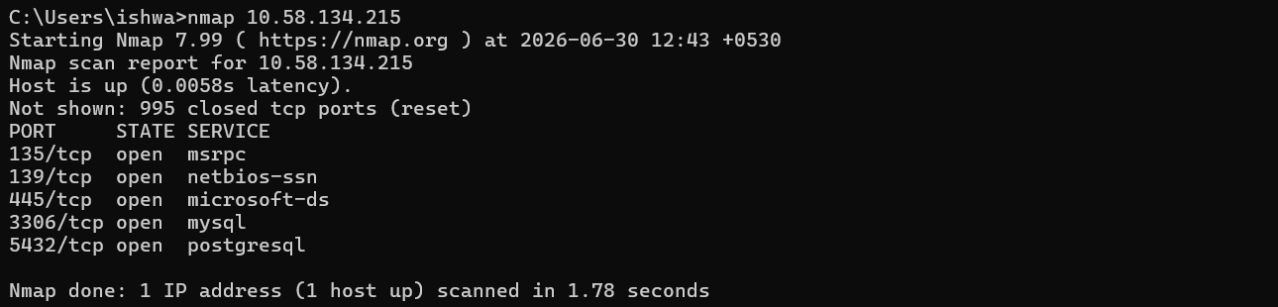 C:\Users\ishwa>nmap 10.58.134.215
Starting Nmap 7.99 ( https://nmap.org ) at 2026-06-30 12:43 +0530
Nmap scan report for 10.58.134.215
Host is up (0.0058s latency).
Not shown: 995 closed tcp ports (reset)
PORT     STATE SERVICE
135/tcp  open  msrpc
139/tcp  open  netbios-ssn
445/tcp  open  microsoft-ds
3306/tcp open  mysql
5432/tcp open  postgresql
Nmap done: 1 IP address (1 host up) scanned in 1.78 seconds